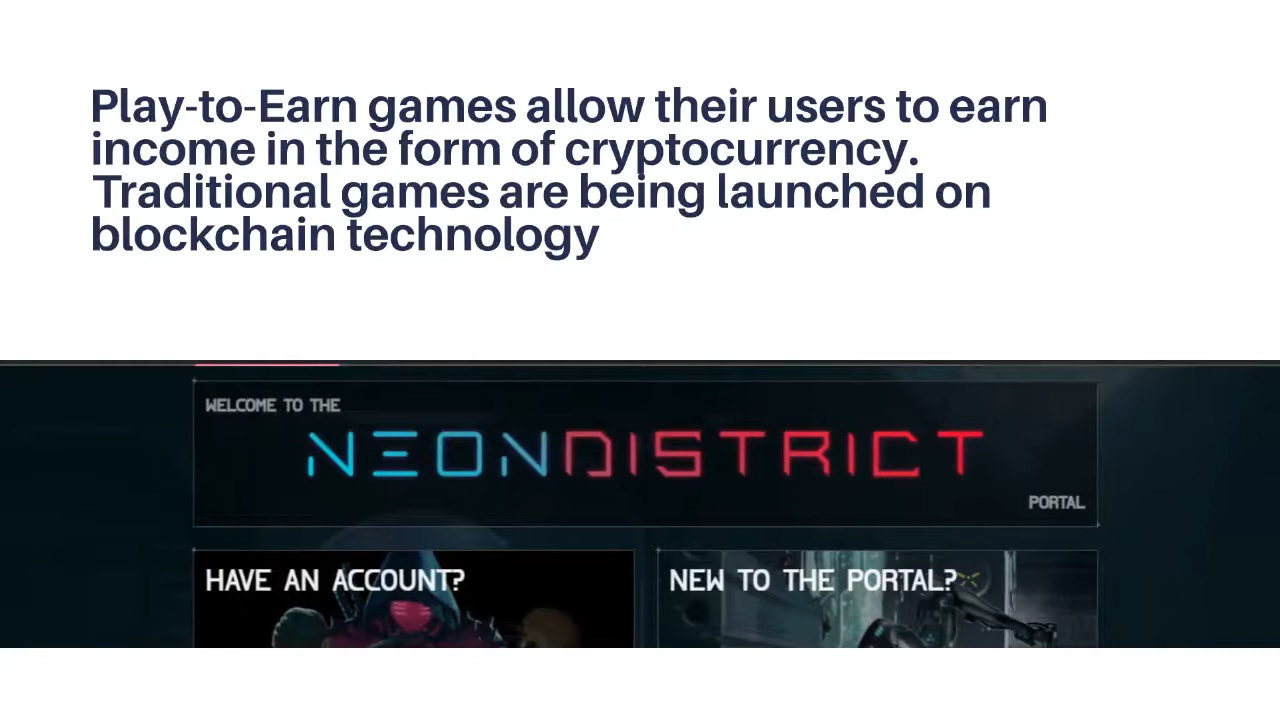 Play-to-Earn games allow their users to earn
income in the form of cryptocurrency.
Traditional games are being launched on
blockchain technology
WELCOME TO THE
NEONDISTRICT
PORTAL
HAVE AN ACCOUNT?
NEW TO THE PORTAL?